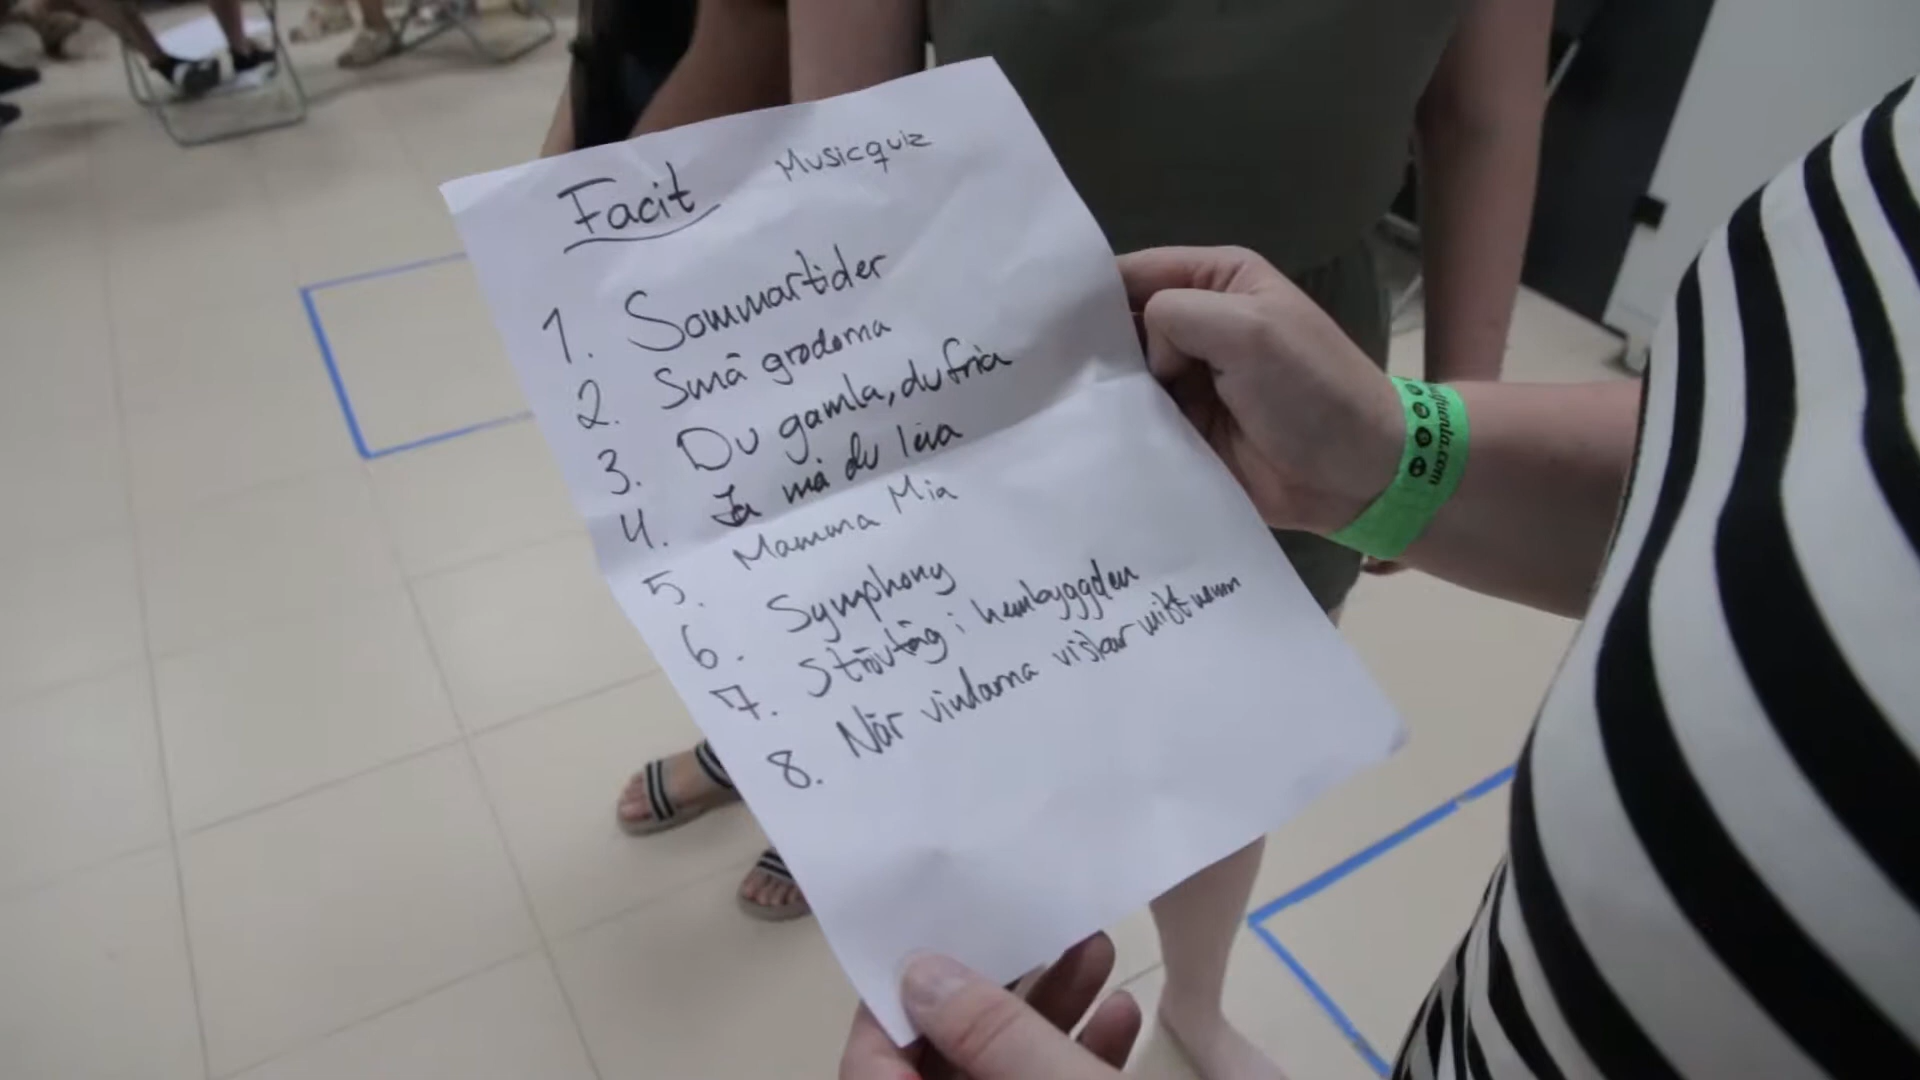 Facit
Musicquiz
1. Sommartider
2. Små grodorna
3. Du gamla, du fria
4. Ja må du leva
5. Mamma Mia
6. Symphony
7. Strövtåg i hembyggden
8. När vindarna viskar mitt namn